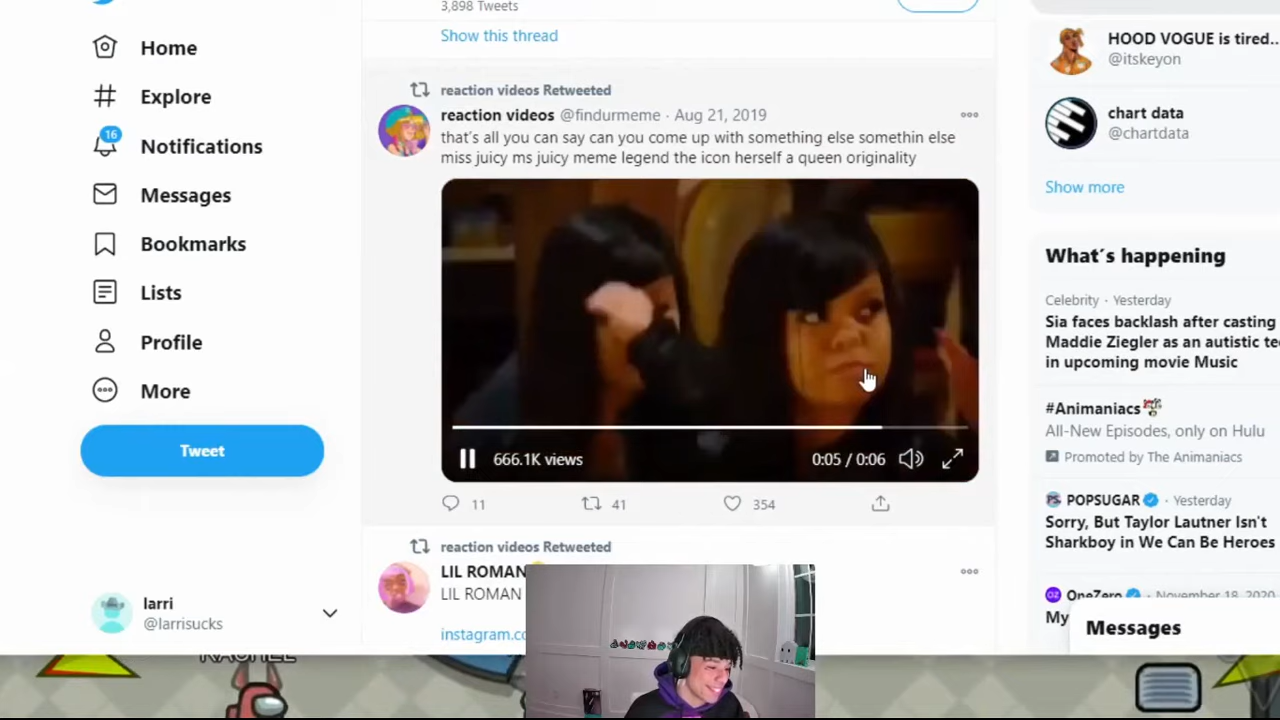 3,898 Tweets
Show this thread
Home
Explore
16
Notifications
Messages
Bookmarks
Lists
Profile
More
Tweet
larri
@larrisucks
reaction videos Retweeted
reaction videos @findurmeme · Aug 21, 2019
that's all you can say can you come up with something else somethin else
miss juicy ms juicy meme legend the icon herself a queen originality
666.1K views
0:05 / 0:06
11
41
354
reaction videos Retweeted
LIL ROMAN
LIL ROMAN
instagram.co
HOOD VOGUE is tired...
@itskeyon
chart data
@chartdata
Show more
What's happening
Celebrity · Yesterday
Sia faces backlash after casting
Maddie Ziegler as an autistic te
in upcoming movie Music
#Animaniacs
All-New Episodes, only on Hulu
Promoted by The Animaniacs
PS POPSUGAR · Yesterday
Sorry, But Taylor Lautner Isn't
Sharkboy in We Can Be Heroes
OZ OneZero · November 18, 2020
My
Messages
RACHEL